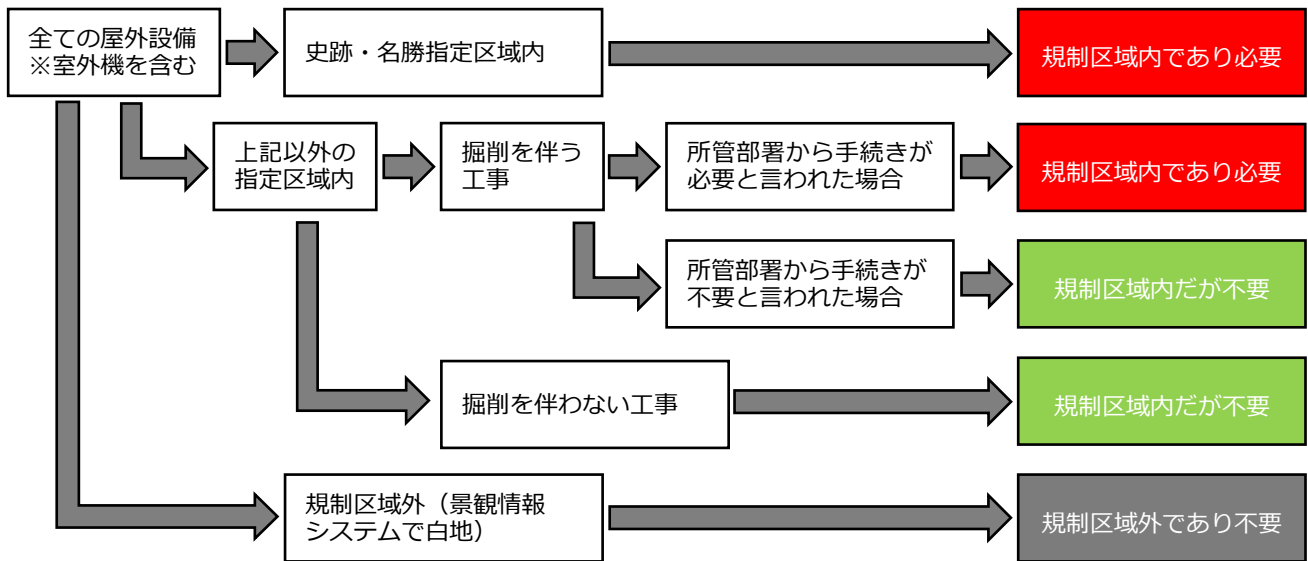 全ての屋外設備
※室外機を含む
史跡・名勝指定区域内
規制区域内であり必要
上記以外の
指定区域内
掘削を伴う
工事
所管部署から手続きが
必要と言われた場合
規制区域内であり必要
所管部署から手続きが
不要と言われた場合
規制区域内だが不要
掘削を伴わない工事
規制区域内だが不要
規制区域外（景観情報
システムで白地）
規制区域外であり不要